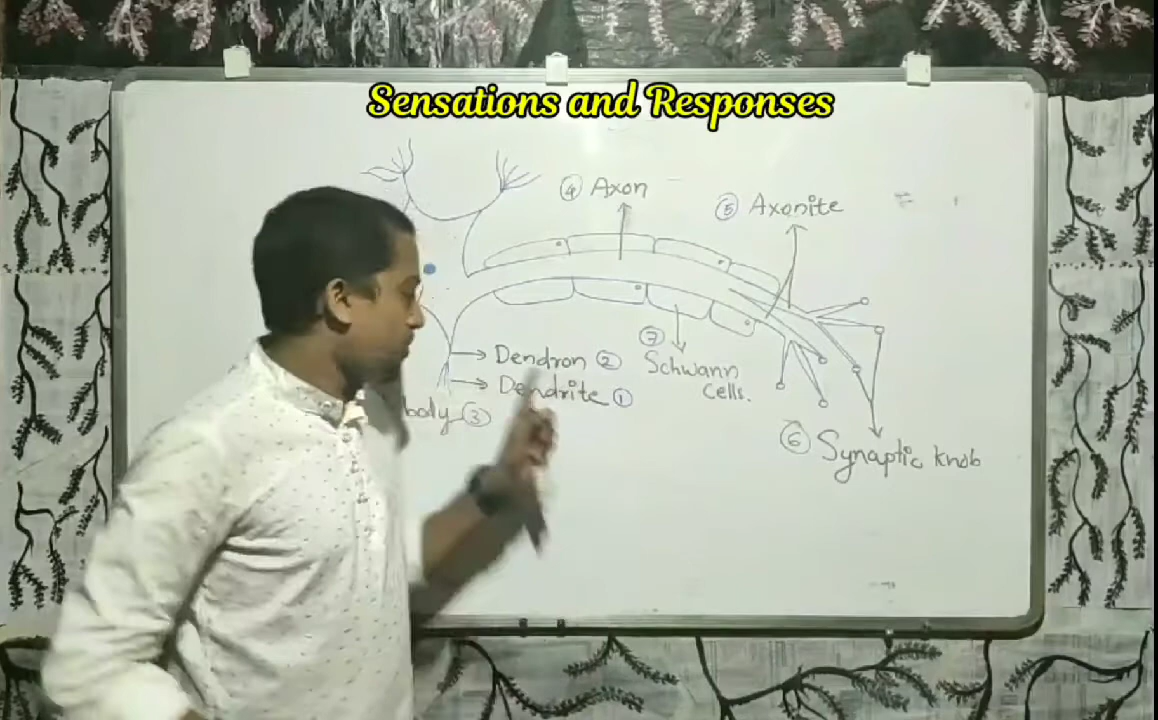 Sensations and Responses
④ Axon
⑤ Axonite
Dendron ②
Dendrite ①
body ③
⑦
Schwann
cells.
⑥ Synaptic knob